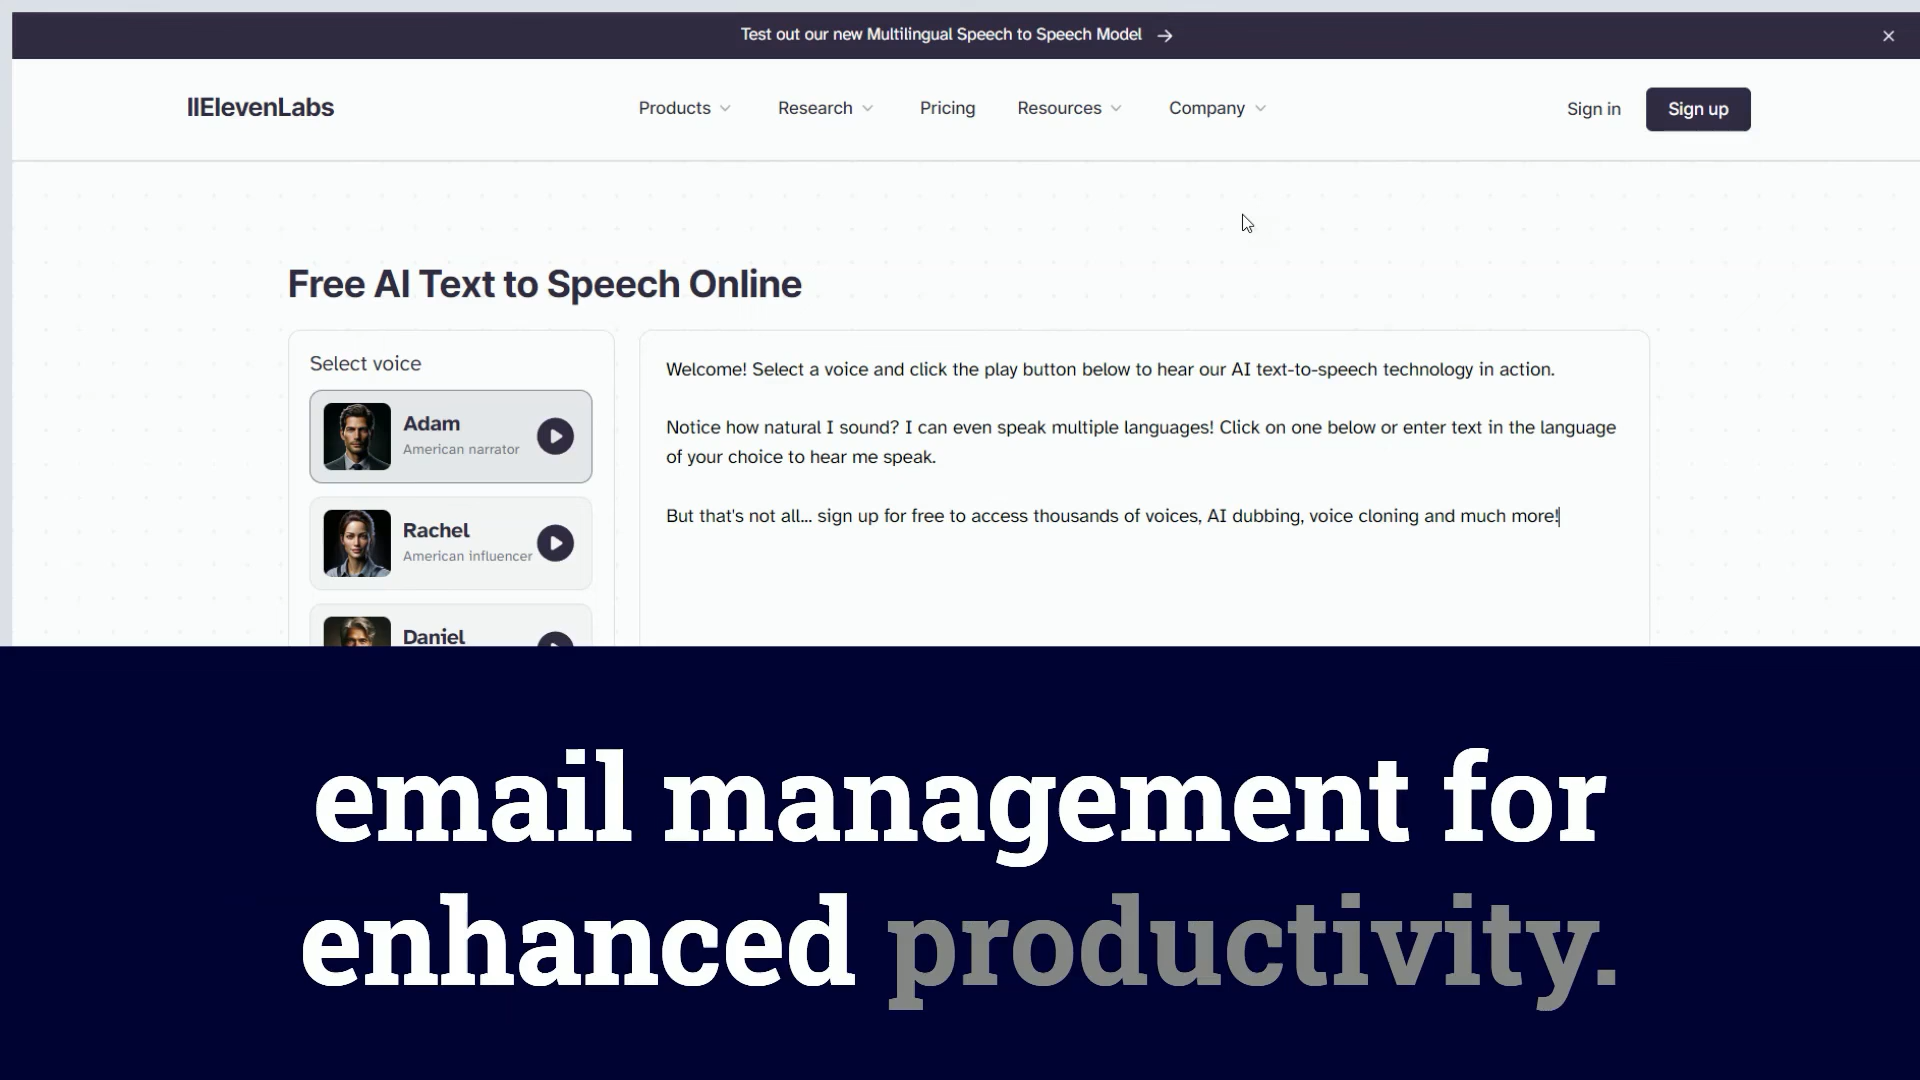 Test out our new Multilingual Speech to Speech Model →
IIElevenLabs
Products
Research
Pricing
Resources
Company
Sign in
Sign up
Free AI Text to Speech Online
Select voice
Adam
American narrator
Rachel
American influencer
Daniel
Welcome! Select a voice and click the play button below to hear our AI text-to-speech technology in action.
Notice how natural I sound? I can even speak multiple languages! Click on one below or enter text in the language
of your choice to hear me speak.
But that's not all... sign up for free to access thousands of voices, AI dubbing, voice cloning and much more!
email management for
enhanced productivity.